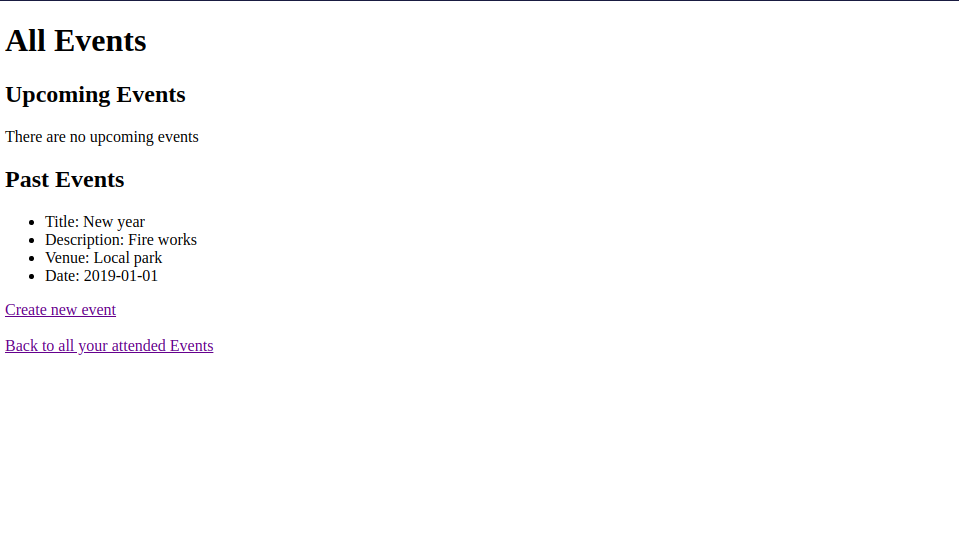 All Events
Upcoming Events
There are no upcoming events
Past Events
Title: New year
Description: Fire works
Venue: Local park
Date: 2019-01-01
Create new event
Back to all your attended Events